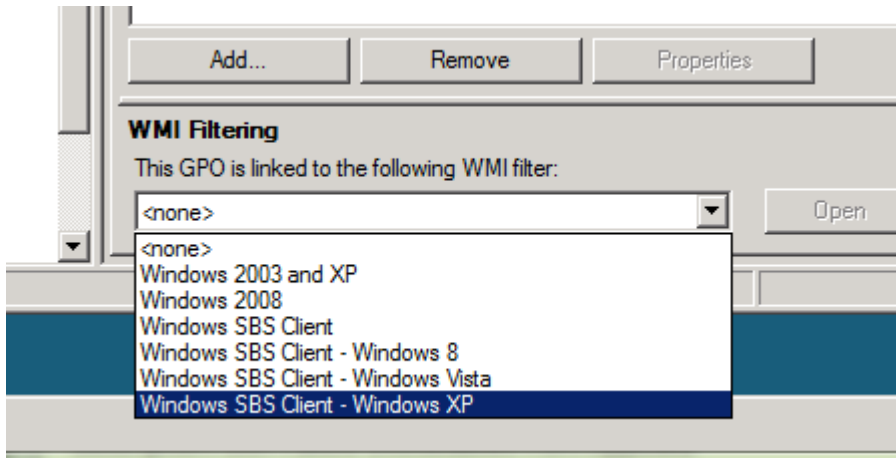 Add...
Remove
Properties
WMI Filtering
This GPO is linked to the following WMI filter:
<none>
Open
<none>
Windows 2003 and XP
Windows 2008
Windows SBS Client
Windows SBS Client - Windows 8
Windows SBS Client - Windows Vista
Windows SBS Client - Windows XP